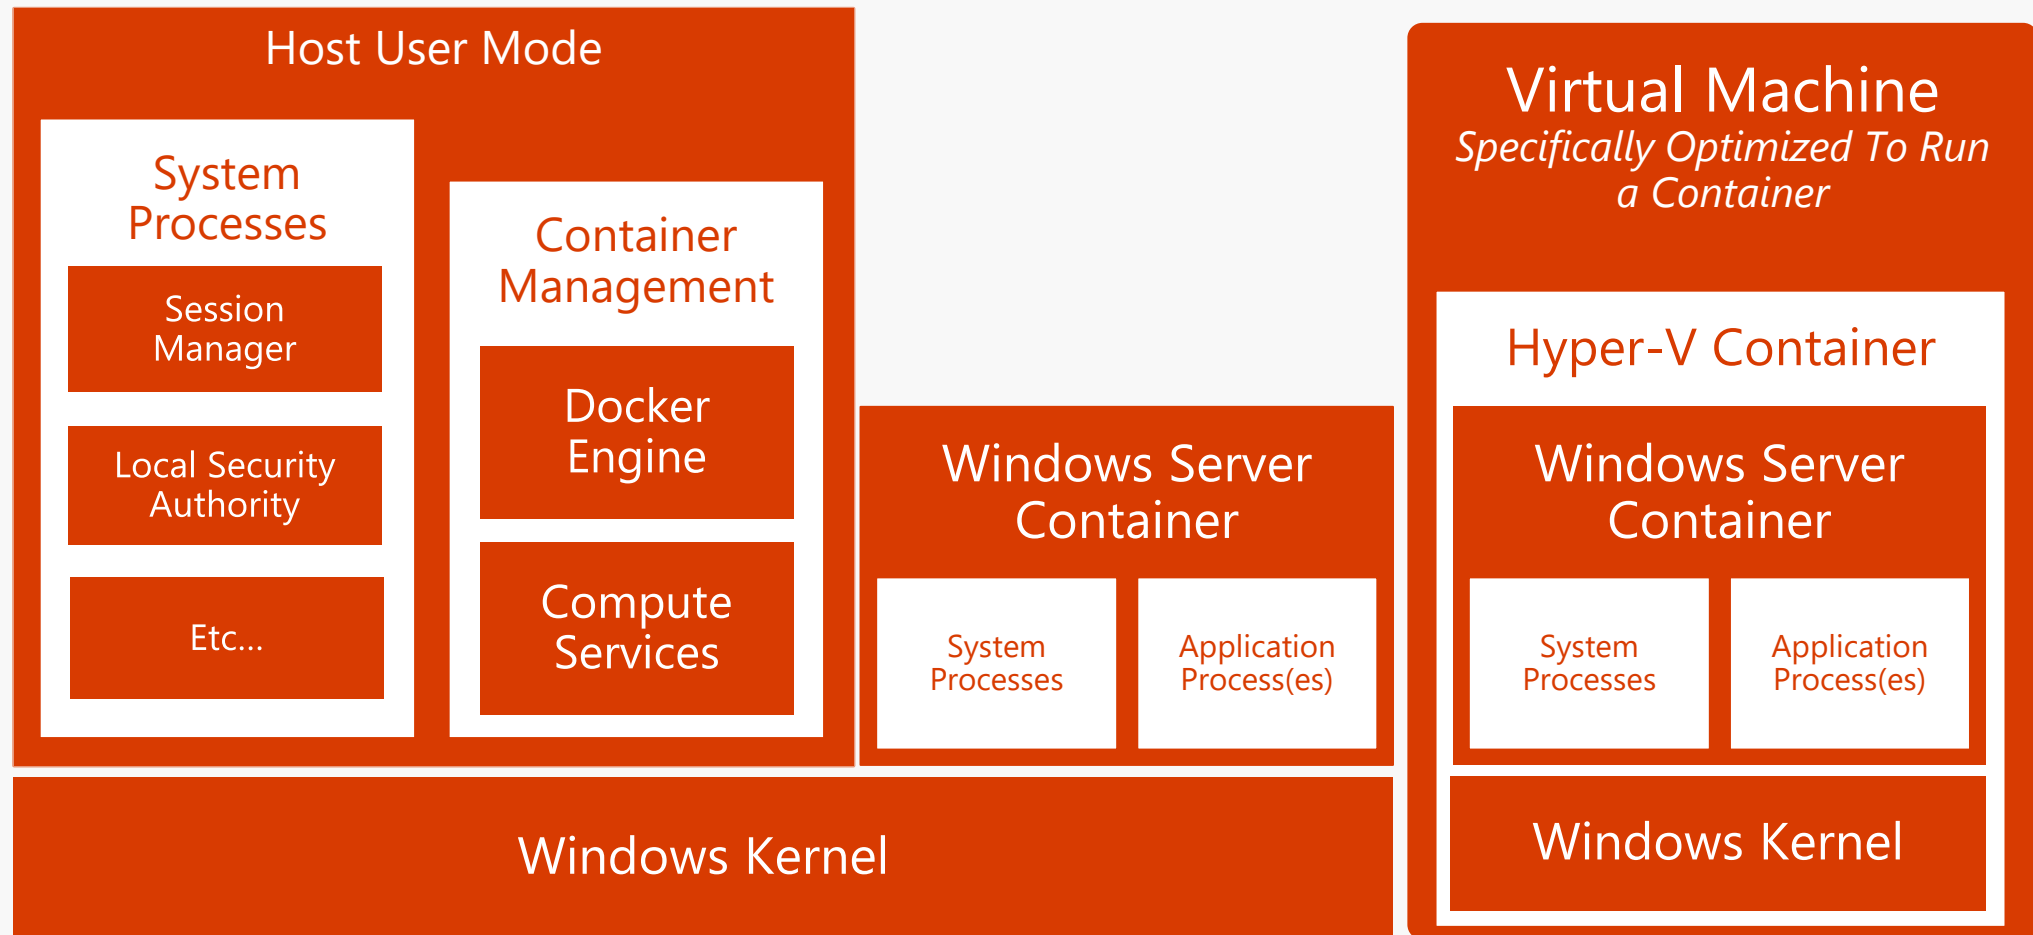 Host User Mode
System
Processes
Session
Manager
Local Security
Authority
Etc...
Container
Management
Docker
Engine
Compute
Services
Windows Server
Container
System
Processes
Application
Process(es)
Windows Kernel
Virtual Machine
Specifically Optimized To Run
a Container
Hyper-V Container
Windows Server
Container
System
Processes
Application
Process(es)
Windows Kernel